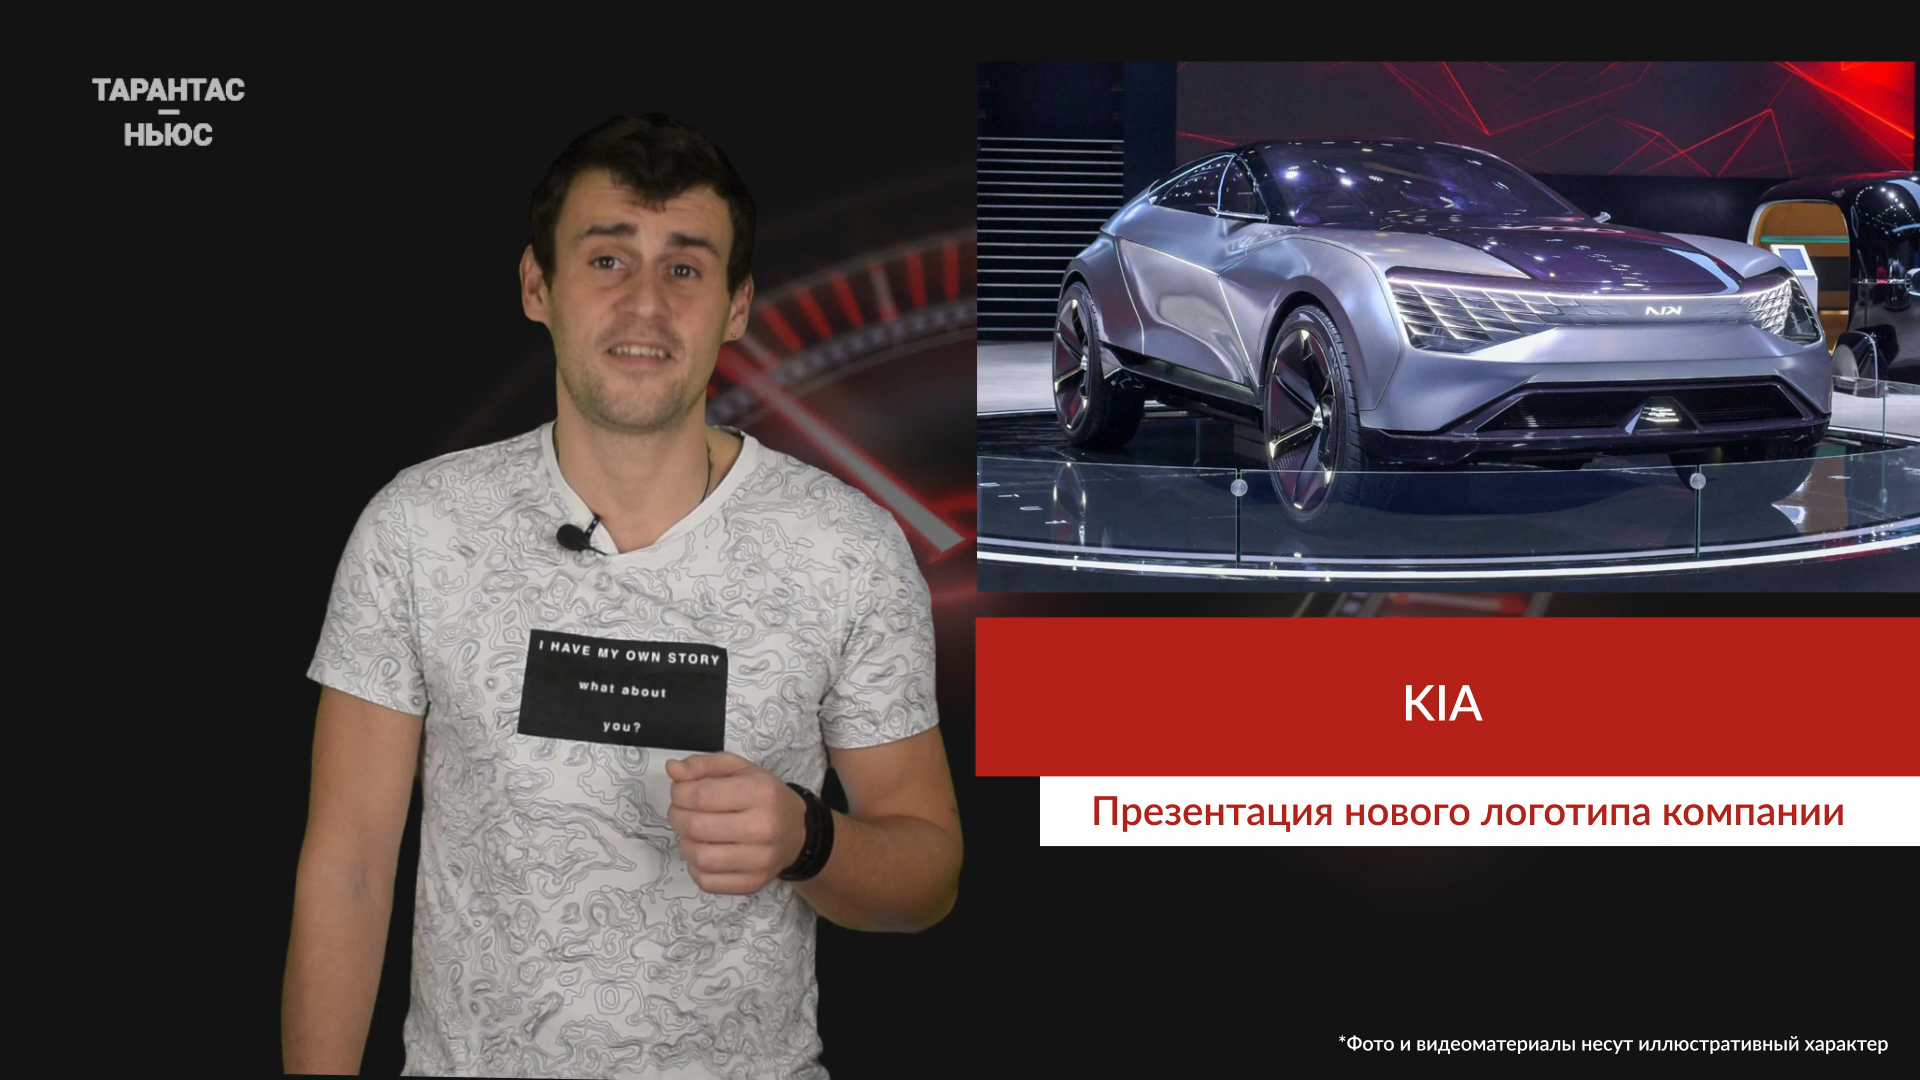 ТАРАНТАС
–
НЬЮС
I HAVE MY OWN STORY
what about
you?
KIA
Презентация нового логотипа компании
*Фото и видеоматериалы несут иллюстративный характер